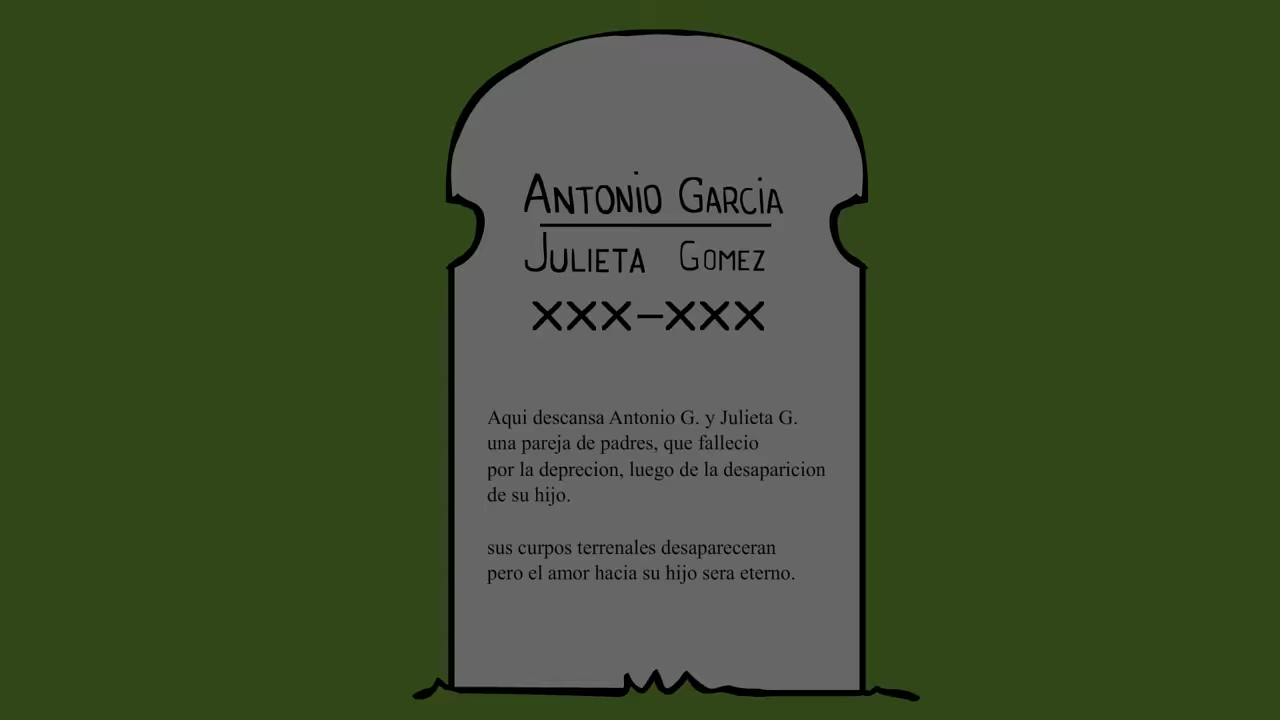 Antonio Garcia
Julieta Gomez
XXX-XXX
Aqui descansa Antonio G. y Julieta G.
una pareja de padres, que fallecio
por la deprecion, luego de la desaparicion
de su hijo.
sus curpos terrenales desapareceran
pero el amor hacia su hijo sera eterno.